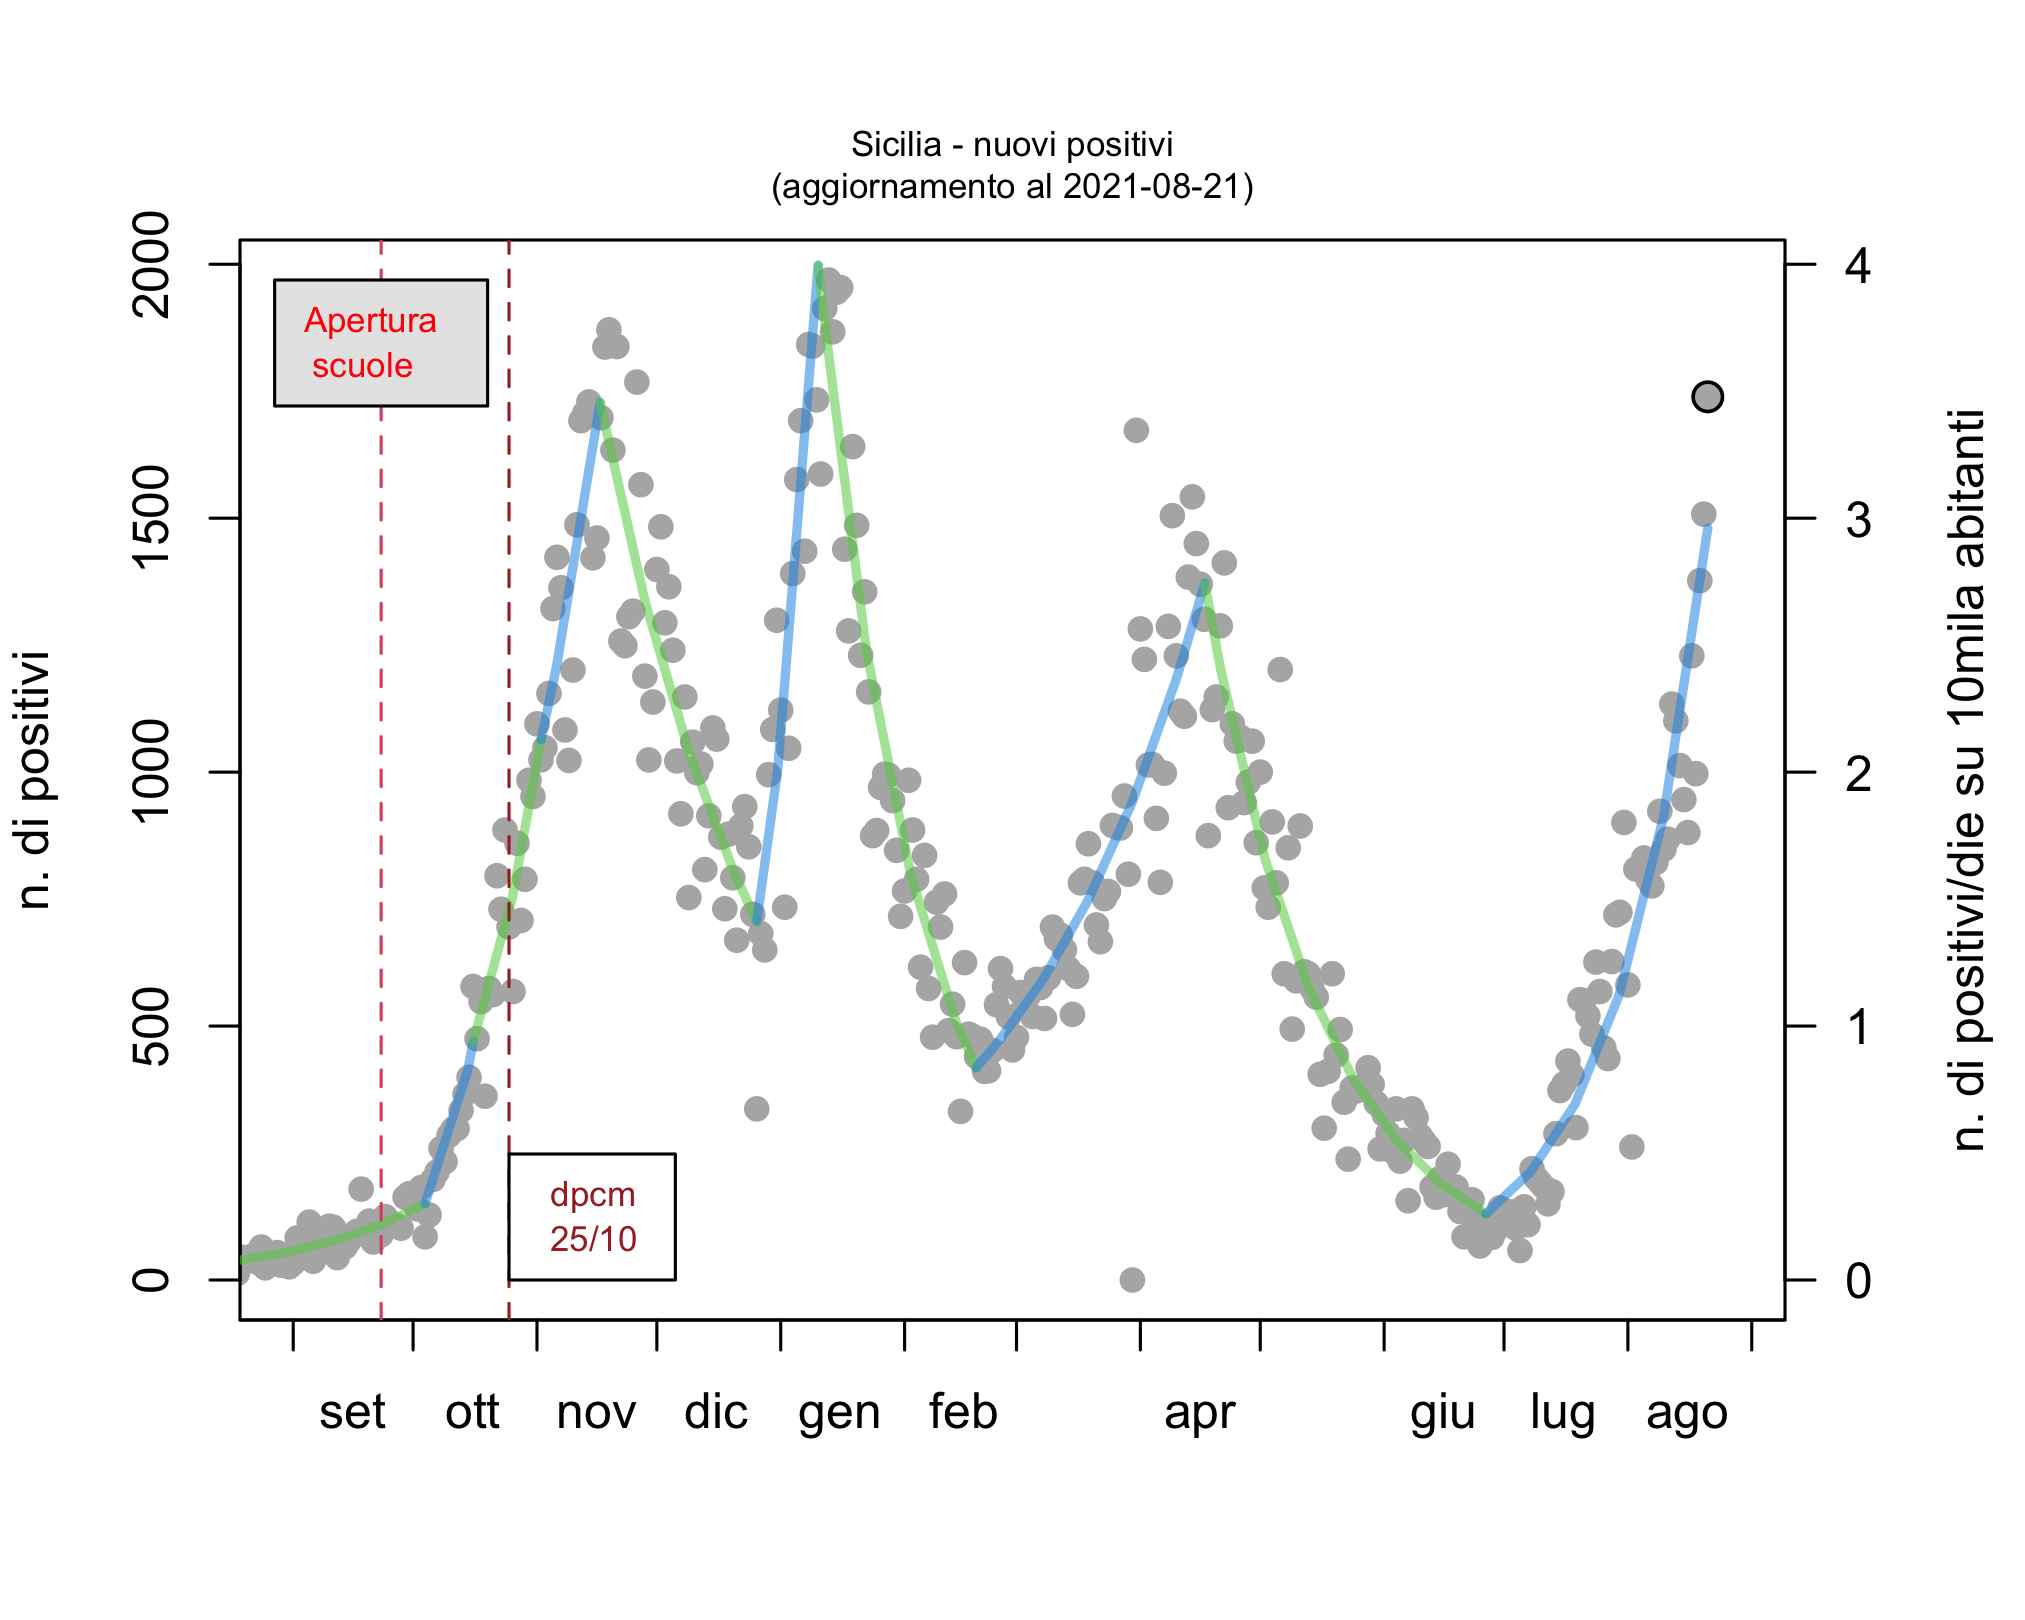 Sicilia - nuovi positivi
(aggiornamento al 2021-08-21)
n. di positivi
2000
1500
1000
500
0
Apertura
scuole
dpcm
25/10
4
3
2
1
0
n. di positivi/die su 10mila abitanti
set ott nov dic gen feb apr giu lug ago